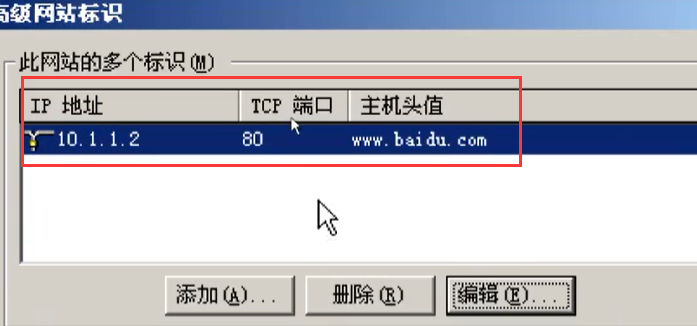 高级网站标识
此网站的多个标识(M)
IP 地址 TCP 端口 主机头值
10.1.1.2 80 www.baidu.com
添加(A)... 删除(R) 编辑(E)...